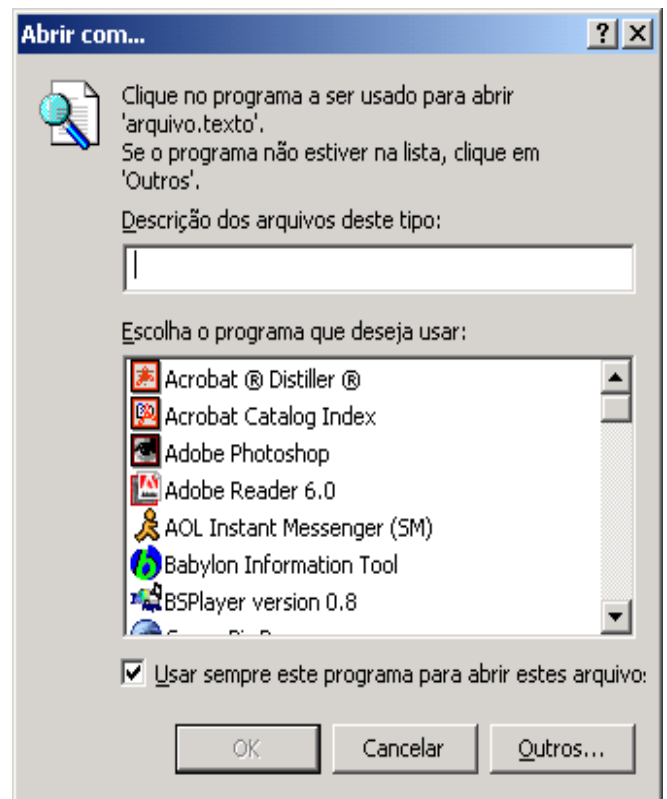 Abrir com...
Clique no programa a ser usado para abrir
'arquivo.texto'.
Se o programa não estiver na lista, clique em
'Outros'.
Descrição dos arquivos deste tipo:
Escolha o programa que deseja usar:
Acrobat ® Distiller ®
Acrobat Catalog Index
Adobe Photoshop
Adobe Reader 6.0
AOL Instant Messenger (SM)
Babylon Information Tool
BSPlayer version 0.8
Usar sempre este programa para abrir estes arquivo
OK
Cancelar
Outros...